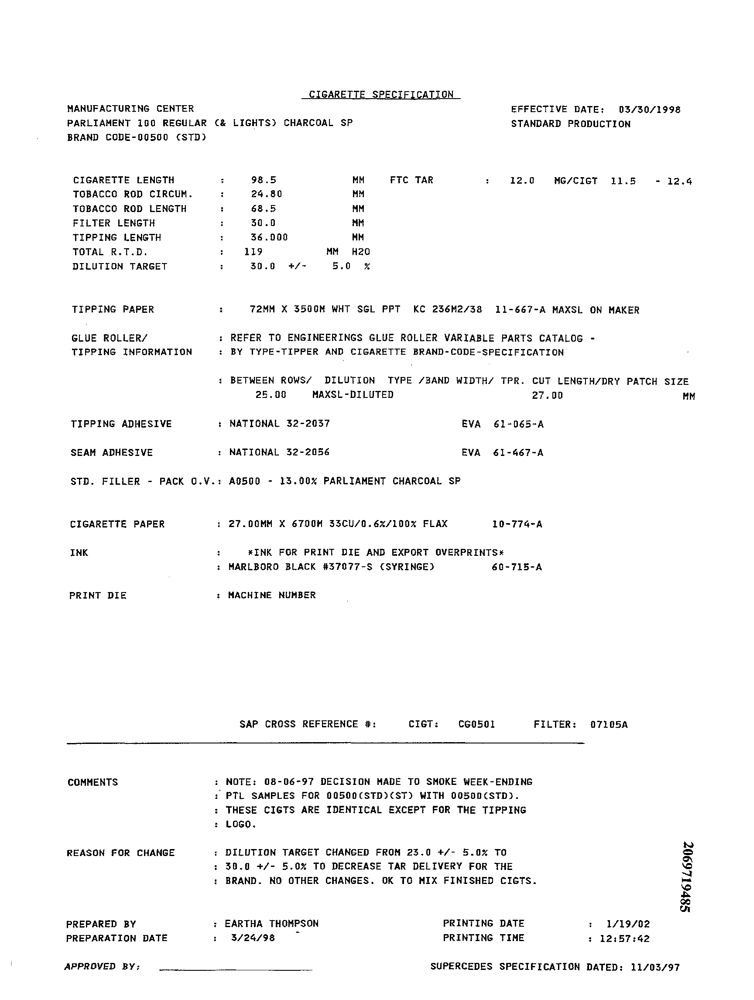 CIGARETTE SPECIFICATION
MANUFACTURING CENTER EFFECTIVE DATE: 03/30/1998
PARLIAMENT 100 REGULAR (& LIGHTS) CHARCOAL SP STANDARD PRODUCTION
BRAND CODE-00500 (STD)
CIGARETTE LENGTH : 98.5 MM FTC TAR : 12.0 MG/CIGT 11.5 - 12.4
TOBACCO ROD CIRCUM. : 24.80 MM
TOBACCO ROD LENGTH : 68.5 MM
FILTER LENGTH : 30.0 MM
TIPPING LENGTH : 36.000 MM
TOTAL R.T.D. : 119 MM H2O
DILUTION TARGET : 30.0 +/- 5.0 %
TIPPING PAPER : 72MM X 3500M WHT SGL PPT KC 236M2/38 11-667-A MAXSL ON MAKER
GLUE ROLLER/ : REFER TO ENGINEERINGS GLUE ROLLER VARIABLE PARTS CATALOG -
TIPPING INFORMATION : BY TYPE-TIPPER AND CIGARETTE BRAND-CODE-SPECIFICATION
: BETWEEN ROWS/ DILUTION TYPE /BAND WIDTH/ TPR. CUT LENGTH/DRY PATCH SIZE
25.00 MAXSL-DILUTED 27.00 MM
TIPPING ADHESIVE : NATIONAL 32-2037 EVA 61-065-A
SEAM ADHESIVE : NATIONAL 32-2056 EVA 61-467-A
STD. FILLER - PACK O.V.: A0500 - 13.00% PARLIAMENT CHARCOAL SP
CIGARETTE PAPER : 27.00MM X 6700M 33CU/0.6%/100% FLAX 10-774-A
INK : *INK FOR PRINT DIE AND EXPORT OVERPRINTS*
: MARLBORO BLACK #37077-S (SYRINGE) 60-715-A
PRINT DIE : MACHINE NUMBER
SAP CROSS REFERENCE #: CIGT: CG0501 FILTER: 07105A
COMMENTS : NOTE: 08-06-97 DECISION MADE TO SMOKE WEEK-ENDING
: PTL SAMPLES FOR 00500(STD)(ST) WITH 00500(STD).
: THESE CIGTS ARE IDENTICAL EXCEPT FOR THE TIPPING
: LOGO.
REASON FOR CHANGE : DILUTION TARGET CHANGED FROM 23.0 +/- 5.0% TO
: 30.0 +/- 5.0% TO DECREASE TAR DELIVERY FOR THE
: BRAND. NO OTHER CHANGES. OK TO MIX FINISHED CIGTS.
2069719485
PREPARED BY : EARTHA THOMPSON PRINTING DATE : 1/19/02
PREPARATION DATE : 3/24/98 PRINTING TIME : 12:57:42
APPROVED BY: SUPERCEDES SPECIFICATION DATED: 11/03/97